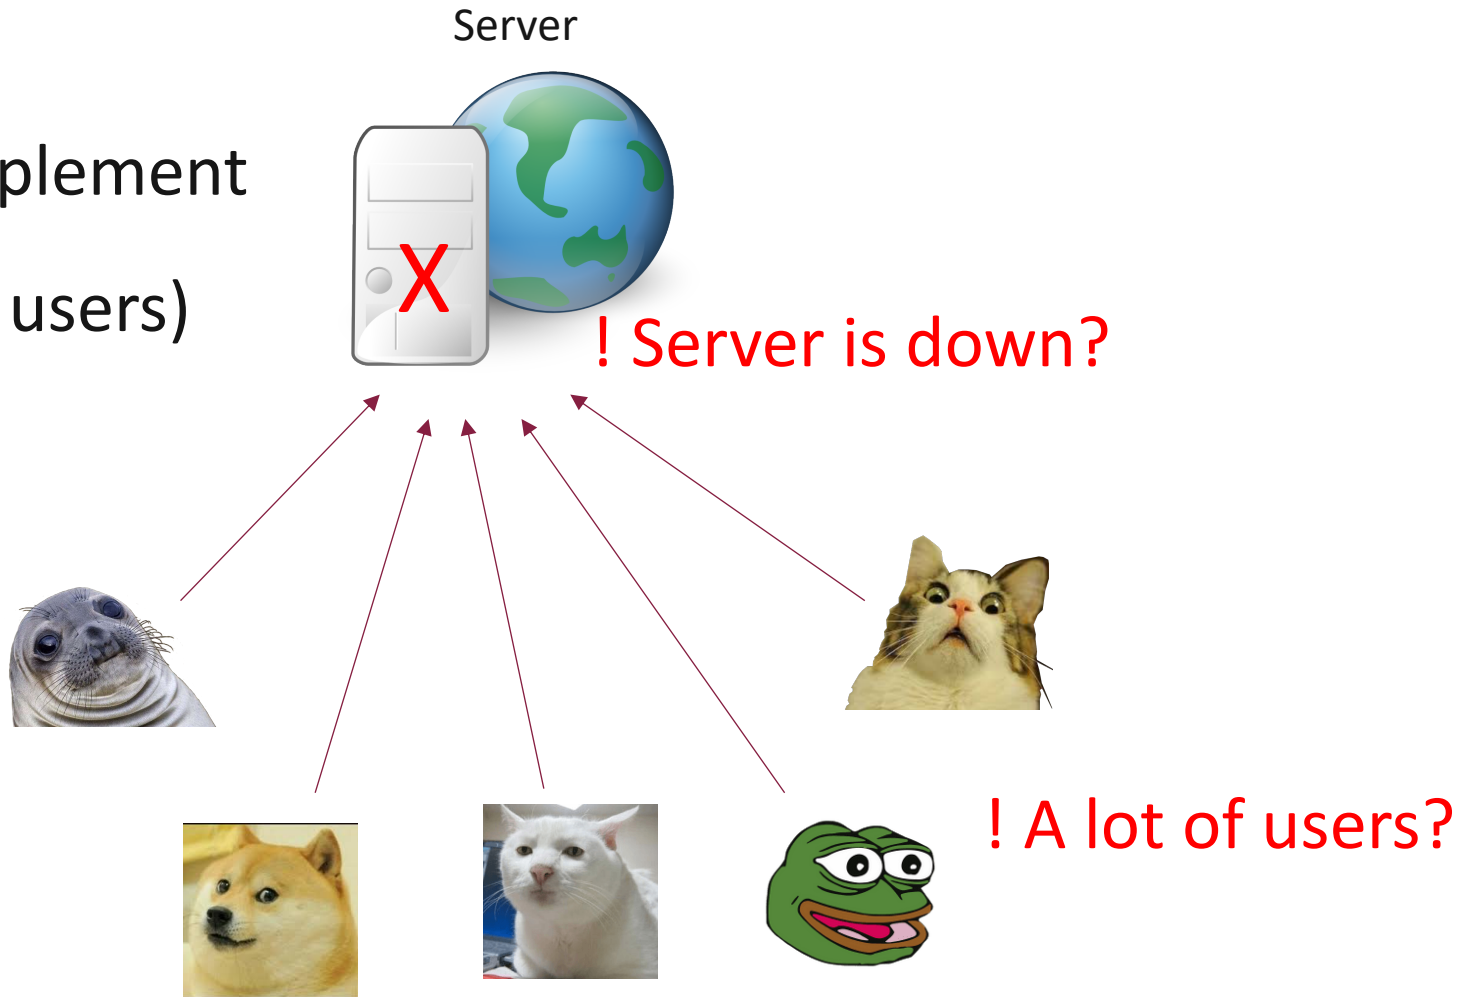 Server
plement
users)
X
! Server is down?
! A lot of users?